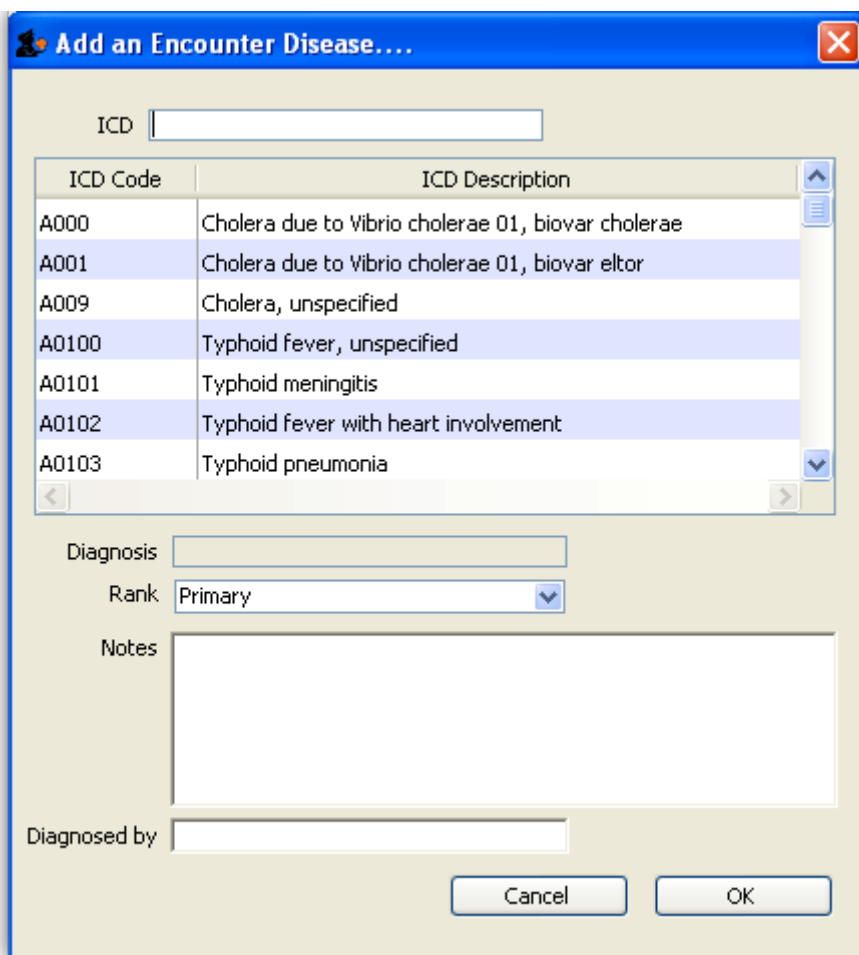 Add an Encounter Disease....
ICD
ICD Code ICD Description
A000 Cholera due to Vibrio cholerae 01, biovar cholerae
A001 Cholera due to Vibrio cholerae 01, biovar eltor
A009 Cholera, unspecified
A0100 Typhoid fever, unspecified
A0101 Typhoid meningitis
A0102 Typhoid fever with heart involvement
A0103 Typhoid pneumonia
Diagnosis
Rank Primary
Notes
Diagnosed by
Cancel OK